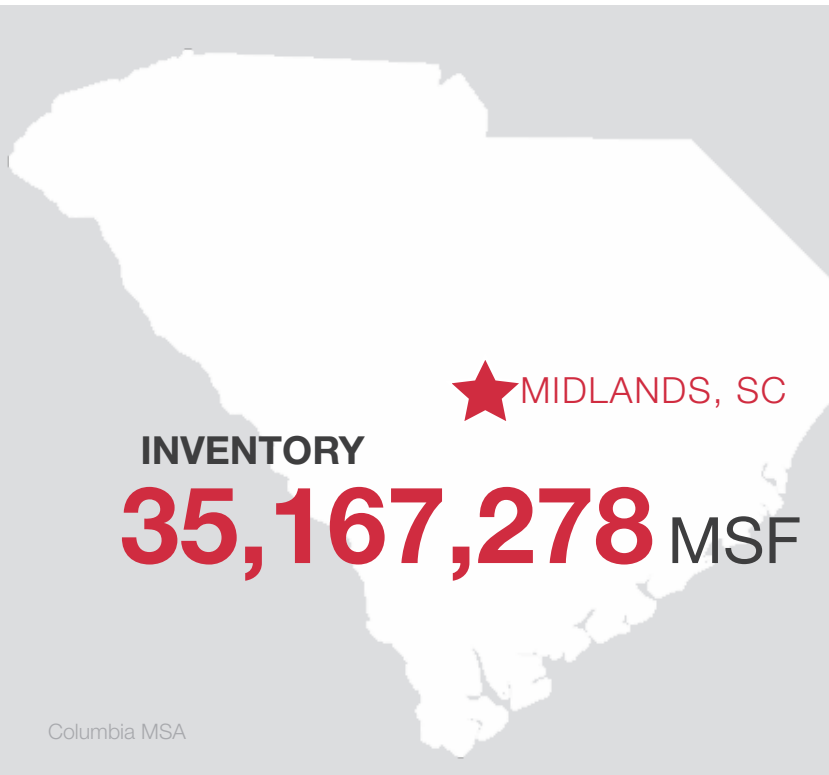 MIDLANDS, SC
INVENTORY
35,167,278 MSF
Columbia MSA